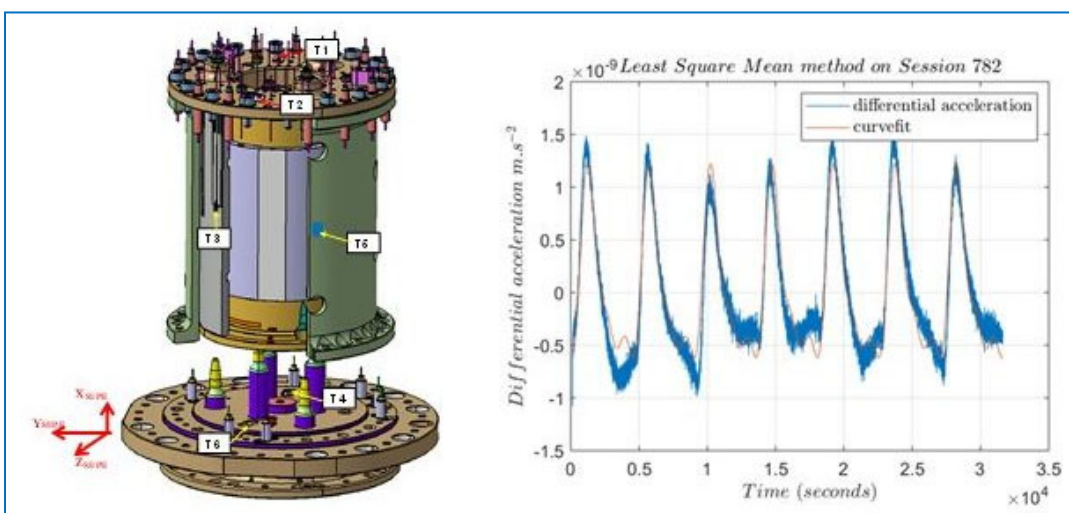 T1
T2
T3
T5
T4
T6
×10⁻⁹ Least Square Mean method on Session 782
differential acceleration
curvefit
Differential acceleration m.s⁻²
2
1.5
1
0.5
0
-0.5
-1
-1.5
0 0.5 1 1.5 2 2.5 3 3.5
Time (seconds)
×10⁴